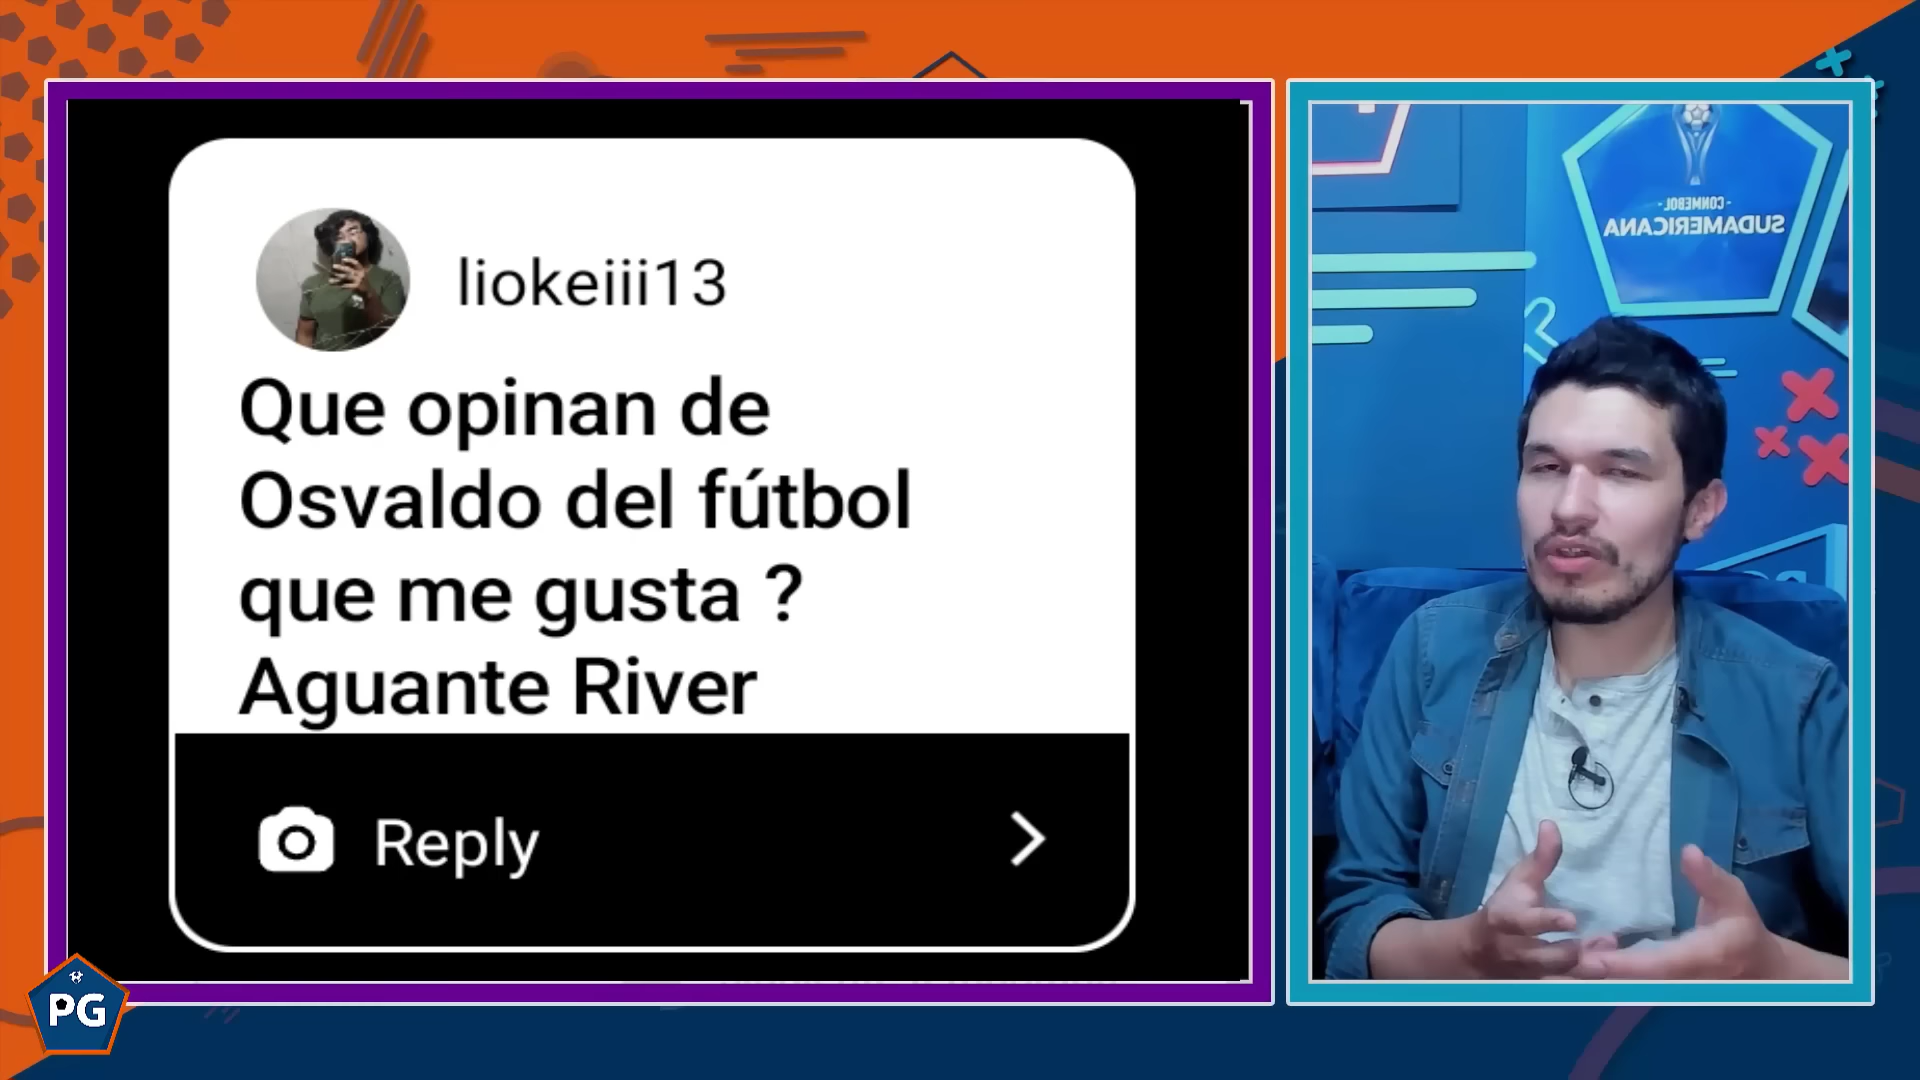 liokeiii13
Que opinan de
Osvaldo del fútbol
que me gusta ?
Aguante River
Reply
- CONMEBOL -
SUDAMERICANA
PG